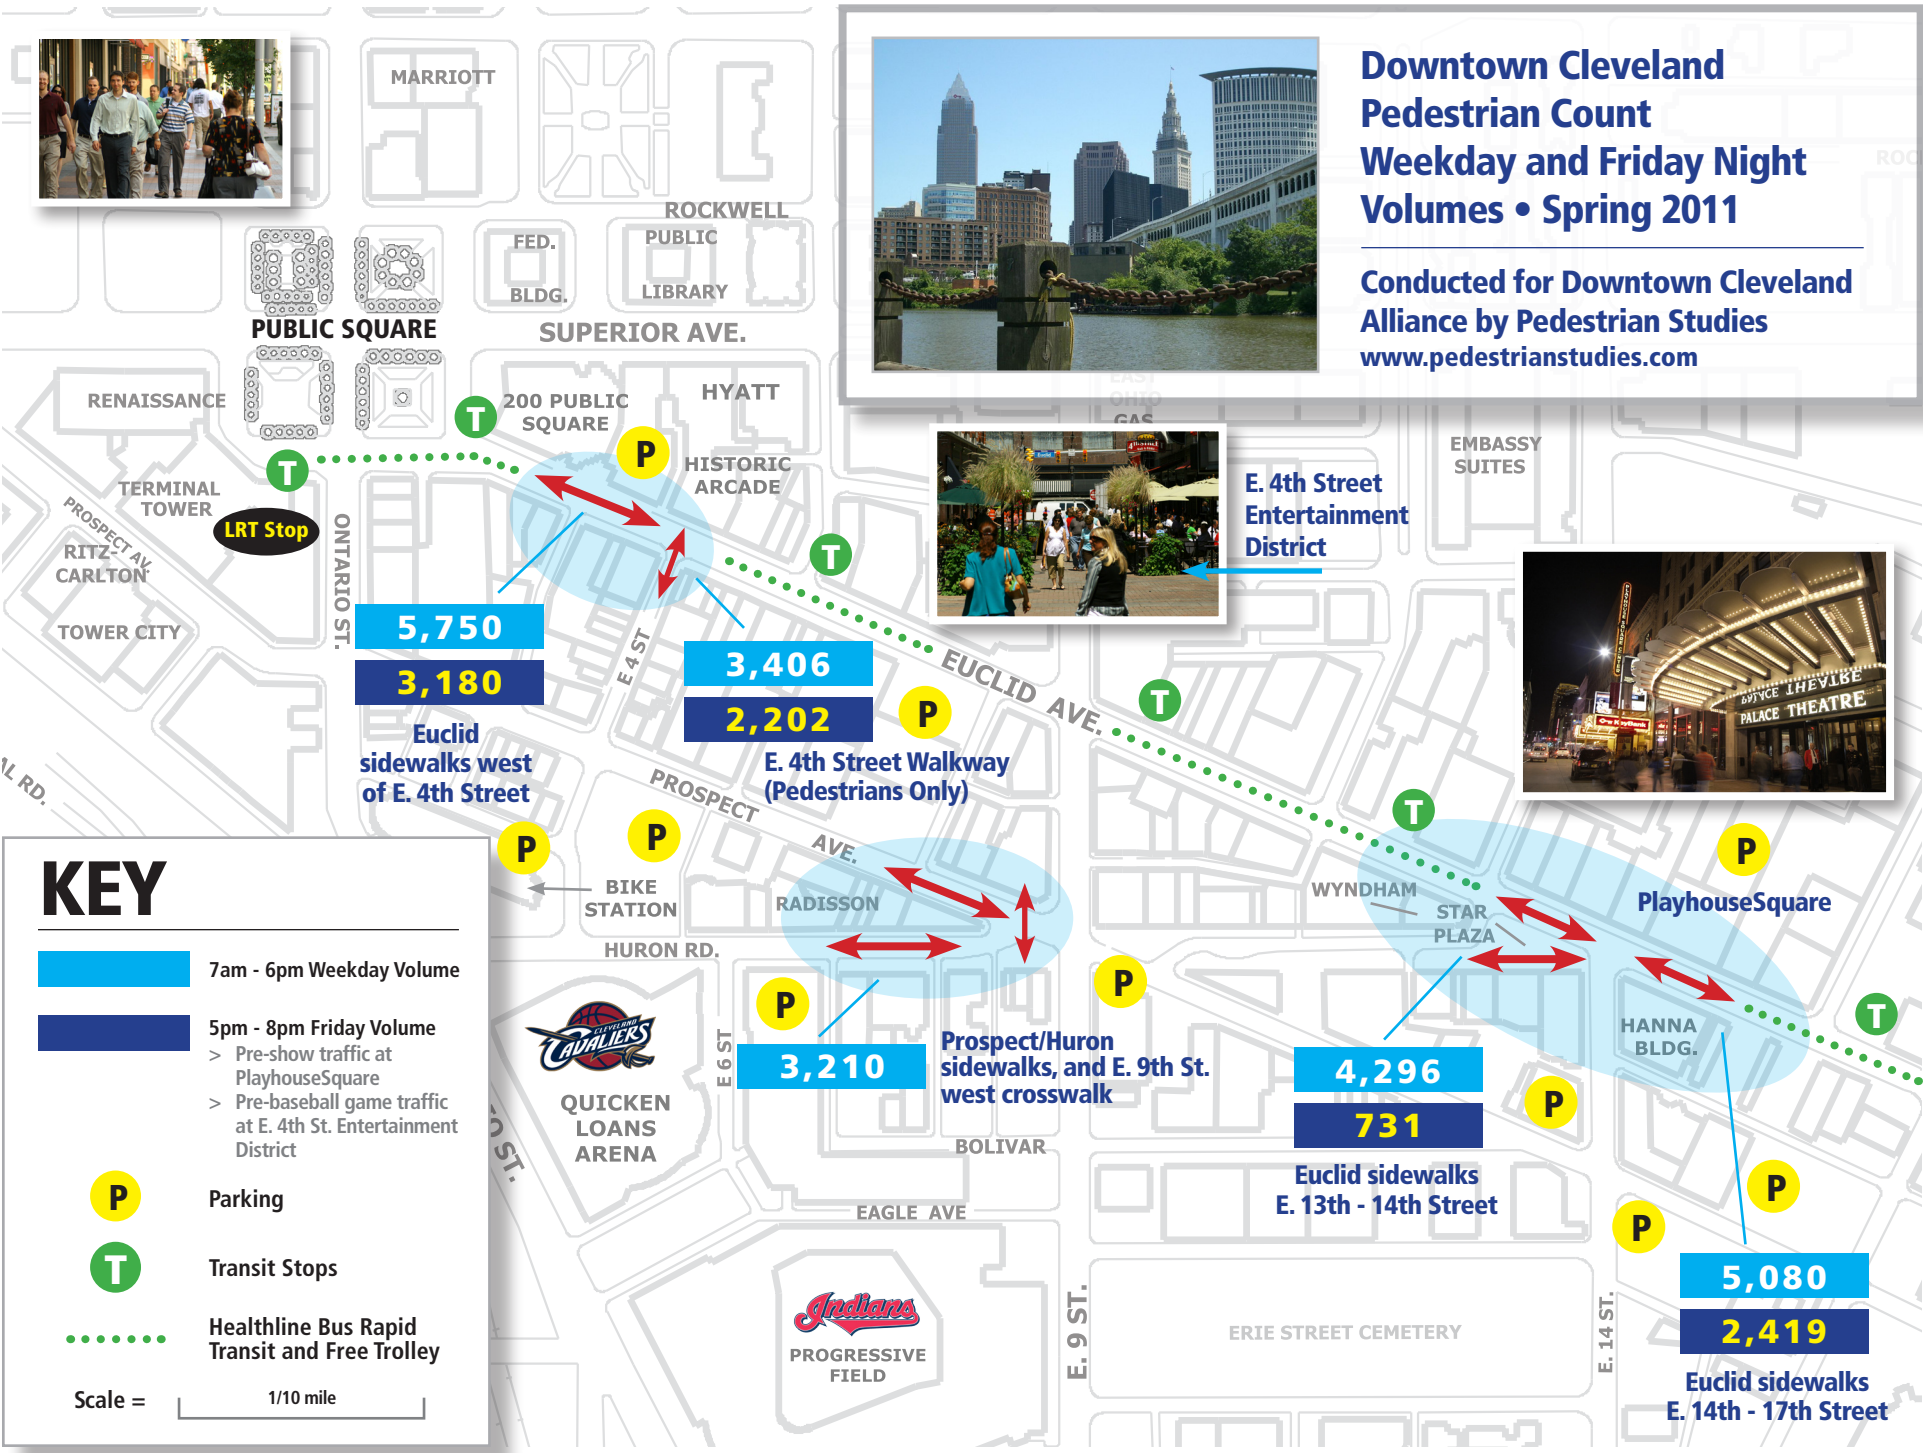 Downtown Cleveland
Pedestrian Count
Weekday and Friday Night
Volumes • Spring 2011
Conducted for Downtown Cleveland
Alliance by Pedestrian Studies
www.pedestrianstudies.com
MARRIOTT
ROCKWELL
FED.
BLDG.
PUBLIC
LIBRARY
PUBLIC SQUARE
SUPERIOR AVE.
RENAISSANCE
T
200 PUBLIC
SQUARE
HYATT
P
HISTORIC
ARCADE
EAST
OHIO
GAS
EMBASSY
SUITES
T
TERMINAL
TOWER
LRT Stop
PROSPECT AV.
RITZ-
CARLTON
TOWER CITY
ONTARIO ST.
T
E. 4th Street
Entertainment
District
5,750
3,180
Euclid
sidewalks west
of E. 4th Street
E 4 ST
3,406
2,202
E. 4th Street Walkway
(Pedestrians Only)
P
EUCLID AVE.
T
PALACE THEATRE
T
P
PlayhouseSquare
RD.
PROSPECT
AVE.
P
P
BIKE
STATION
RADISSON
HURON RD.
WYNDHAM
STAR
PLAZA
P
P
T
CLEVELAND
CAVALIERS
QUICKEN
LOANS
ARENA
E 6 ST
3,210
Prospect/Huron
sidewalks, and E. 9th St.
west crosswalk
4,296
731
Euclid sidewalks
E. 13th - 14th Street
HANNA
BLDG.
P
P
P
BOLIVAR
EAGLE AVE
ST.
Indians
PROGRESSIVE
FIELD
E. 9 ST.
ERIE STREET CEMETERY
E. 14 ST.
5,080
2,419
Euclid sidewalks
E. 14th - 17th Street
KEY
7am - 6pm Weekday Volume
5pm - 8pm Friday Volume
> Pre-show traffic at
PlayhouseSquare
> Pre-baseball game traffic
at E. 4th St. Entertainment
District
P Parking
T Transit Stops
Healthline Bus Rapid
Transit and Free Trolley
Scale = 1/10 mile